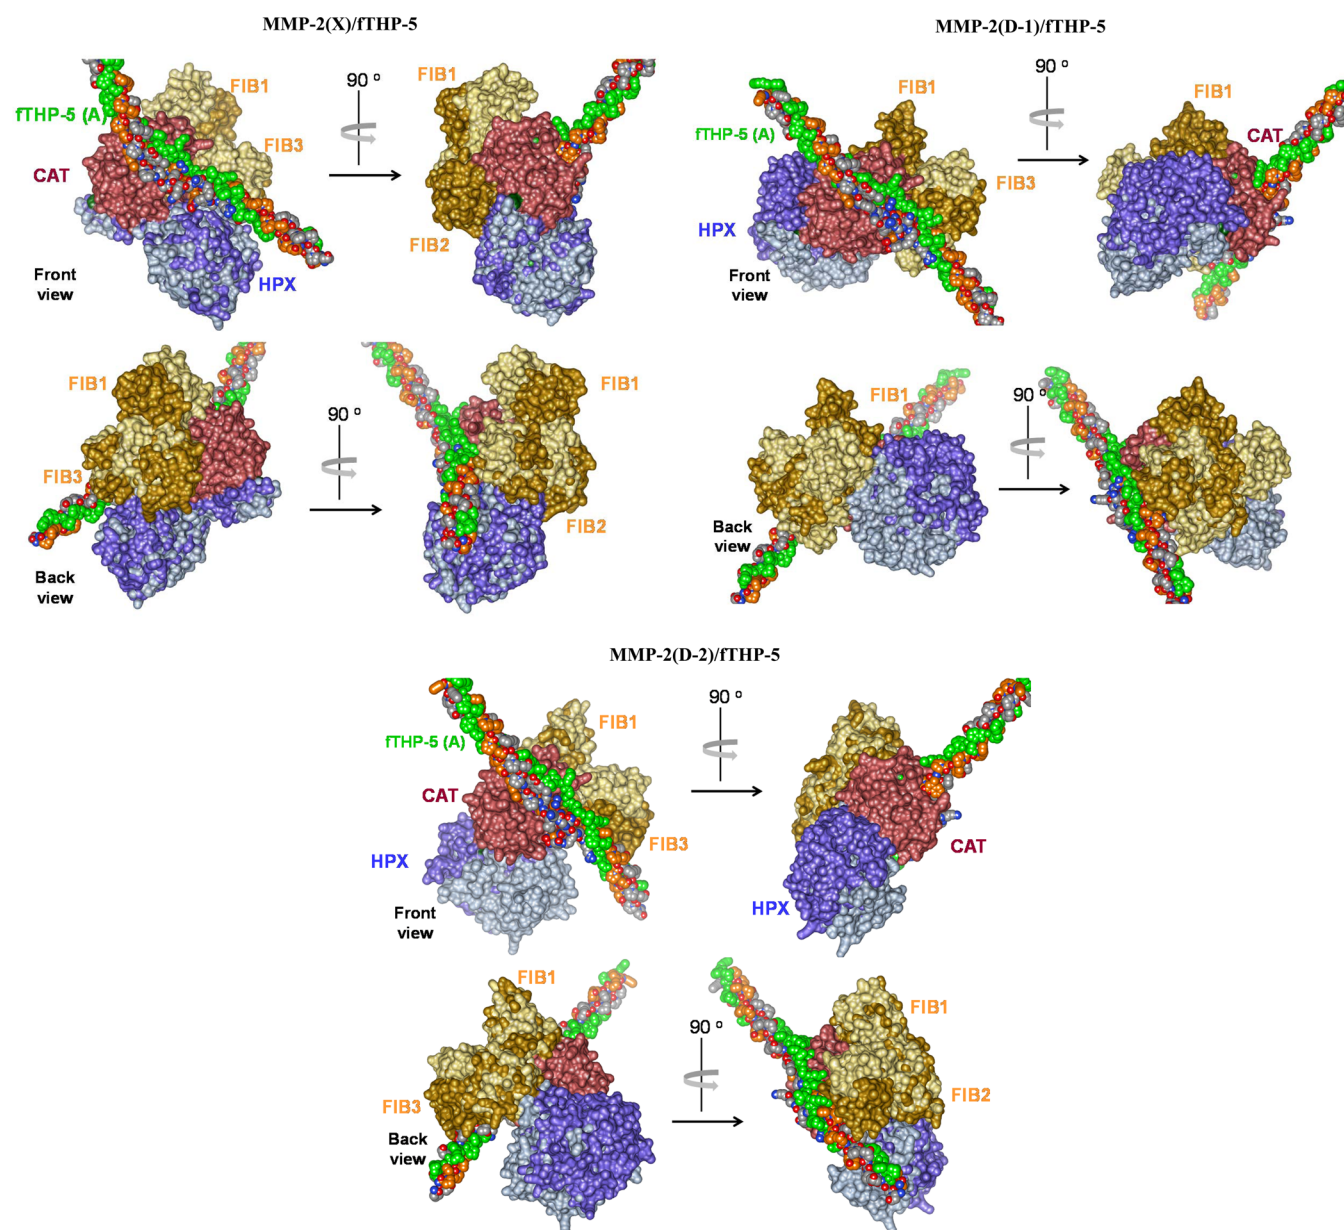 MMP-2(X)/fTHP-5
FIB1
fTHP-5 (A)
FIB3
CAT
Front
view
HPX
90 º
FIB1
FIB2
FIB1
FIB3
Back
view
90 º
FIB1
FIB2
MMP-2(D-1)/fTHP-5
FIB1
fTHP-5 (A)
FIB3
HPX
Front
view
90 º
FIB1
CAT
FIB1
Back
view
90 º
MMP-2(D-2)/fTHP-5
FIB1
fTHP-5 (A)
CAT
FIB3
HPX
Front
view
90 º
CAT
HPX
FIB1
FIB3
Back
view
90 º
FIB1
FIB2